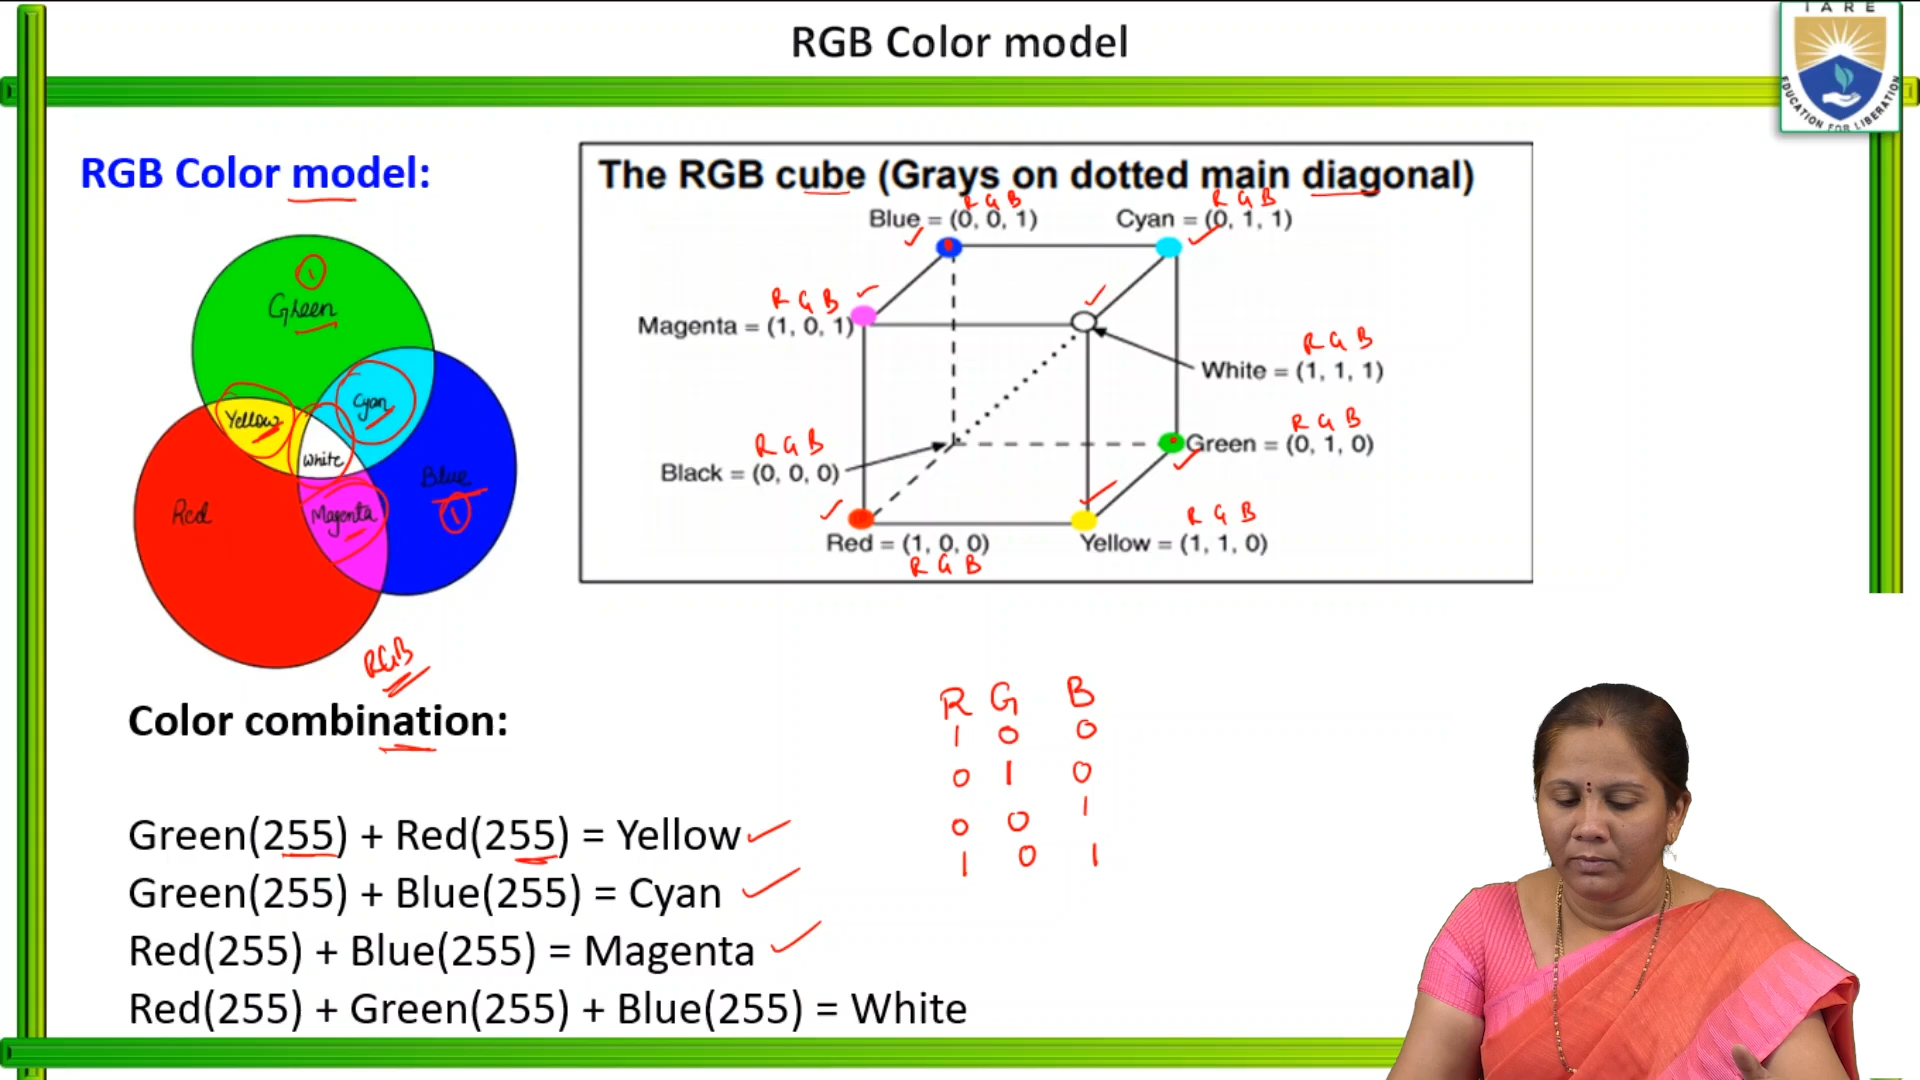 RGB Color model
IARE
EDUCATION FOR LIBERATION
RGB Color model:
1
Green
Yellow
Cyan
White
Blue
1
Red
Magenta
RGB
The RGB cube (Grays on dotted main diagonal)
R G B
R G B
Blue = (0, 0, 1)
Cyan = (0, 1, 1)
R G B
Magenta = (1, 0, 1)
R G B
White = (1, 1, 1)
R G B
Green = (0, 1, 0)
R G B
Black = (0, 0, 0)
R G B
Red = (1, 0, 0)
Yellow = (1, 1, 0)
R G B
Color combination:
Green(255) + Red(255) = Yellow
Green(255) + Blue(255) = Cyan
Red(255) + Blue(255) = Magenta
Red(255) + Green(255) + Blue(255) = White
R G B
1 0 0
0 1 0
0 0 1
1 0 1